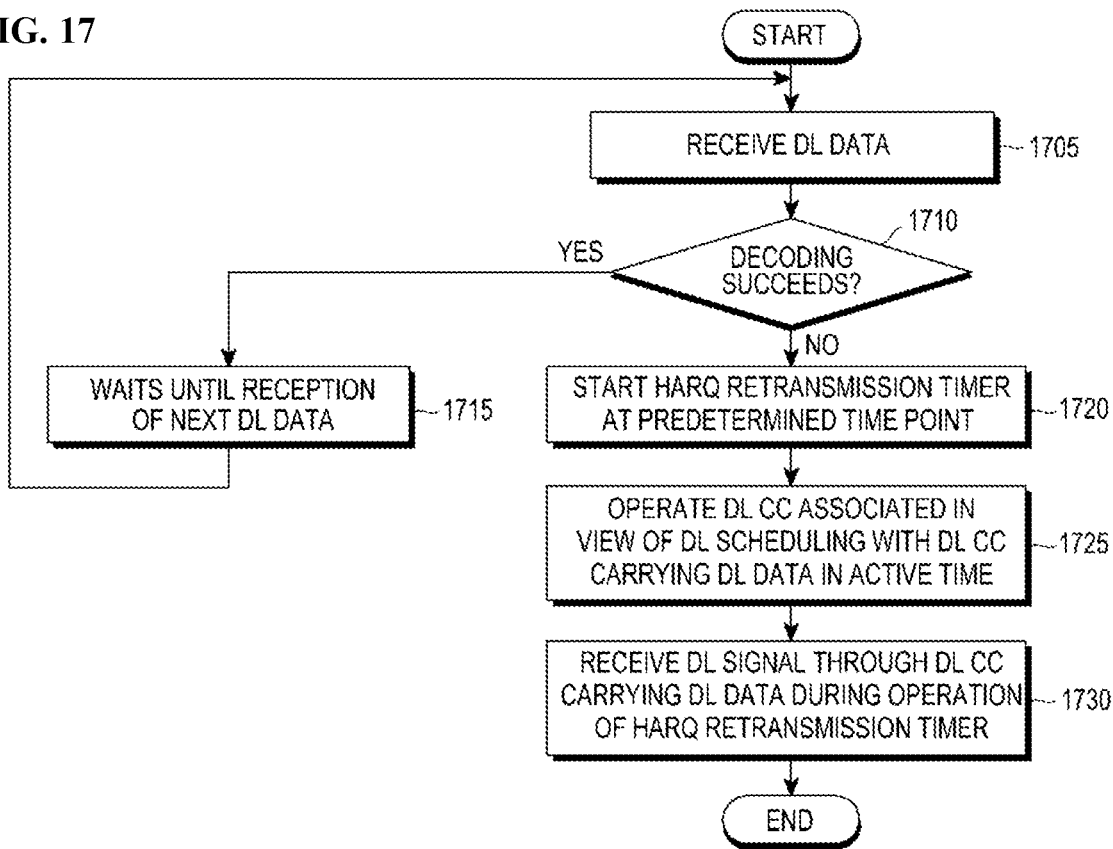 IG. 17
START
RECEIVE DL DATA
1705
1710
DECODING
SUCCEEDS?
YES
NO
WAITS UNTIL RECEPTION
OF NEXT DL DATA
1715
START HARQ RETRANSMISSION TIMER
AT PREDETERMINED TIME POINT
1720
OPERATE DL CC ASSOCIATED IN
VIEW OF DL SCHEDULING WITH DL CC
CARRYING DL DATA IN ACTIVE TIME
1725
RECEIVE DL SIGNAL THROUGH DL CC
CARRYING DL DATA DURING OPERATION
OF HARQ RETRANSMISSION TIMER
1730
END